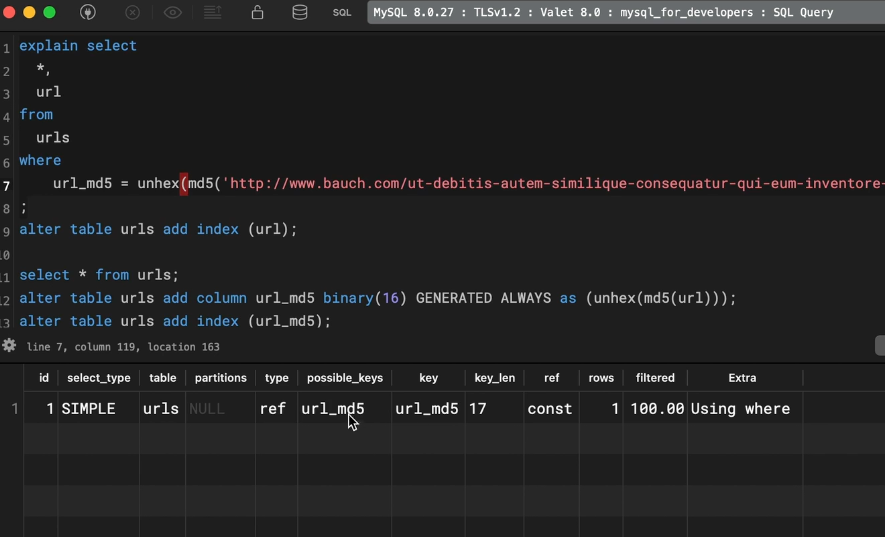 SQL MySQL 8.0.27 : TLSv1.2 : Valet 8.0 : mysql_for_developers : SQL Query
1 explain select
2 *,
3 url
4 from
5 urls
6 where
7 url_md5 = unhex(md5('http://www.bauch.com/ut-debitis-autem-similique-consequatur-qui-eum-inventore-
8 ;
9 alter table urls add index (url);
10
11 select * from urls;
12 alter table urls add column url_md5 binary(16) GENERATED ALWAYS as (unhex(md5(url)));
13 alter table urls add index (url_md5);
line 7, column 119, location 163
id select_type table partitions type possible_keys key key_len ref rows filtered Extra
1 1 SIMPLE urls NULL ref url_md5 url_md5 17 const 1 100.00 Using where